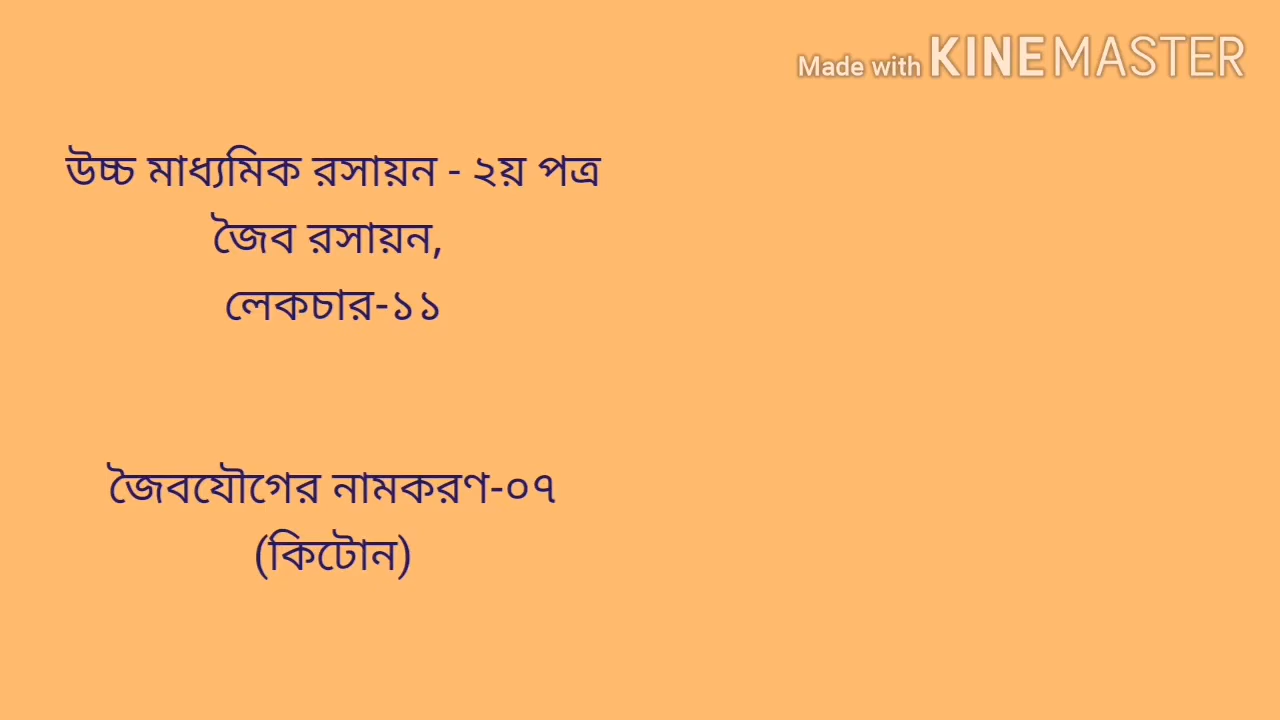 Made with KINEMASTER
উচ্চ মাধ্যমিক রসায়ন - ২য় পত্র
জৈব রসায়ন,
লেকচার-১১
জৈবযৌগের নামকরণ-০৭
(কিটোন)